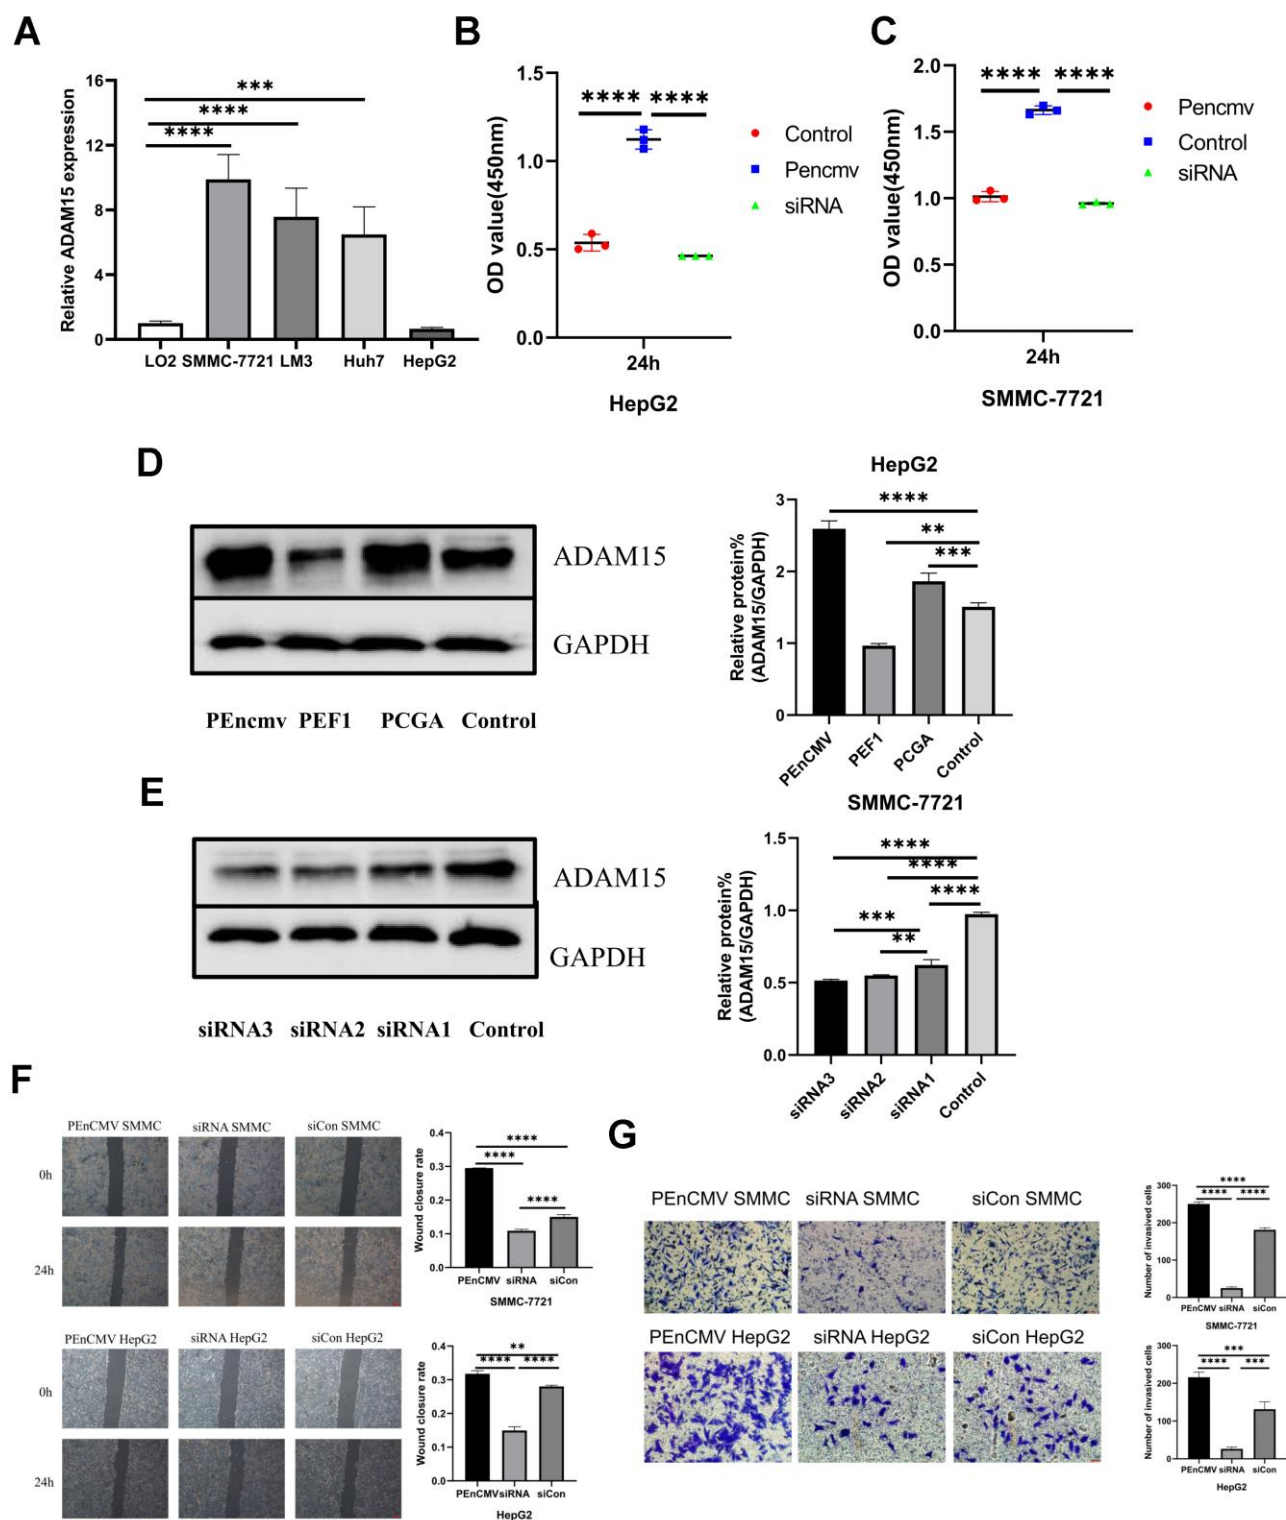 A
Relative ADAM15 expression
16
12
8
4
0
***
****
****
LO2 SMMC-7721 LM3 Huh7 HepG2
B
OD value(450nm)
1.5
1.0
0.5
0.0
**** ****
24h
HepG2
Control
Pencmv
siRNA
C
OD value(450nm)
2.0
1.5
1.0
0.5
0.0
**** ****
24h
SMMC-7721
Pencmv
Control
siRNA
D
ADAM15
GAPDH
PEncmv PEF1 PCGA Control
HepG2
Relative protein%
(ADAM15/GAPDH)
3
2
1
0
****
**
***
PEnCMV
PEF1
PCGA
Control
E
ADAM15
GAPDH
siRNA3 siRNA2 siRNA1 Control
SMMC-7721
Relative protein%
(ADAM15/GAPDH)
1.5
1.0
0.5
0.0
****
****
****
***
**
siRNA3
siRNA2
siRNA1
Control
F
PEnCMV SMMC siRNA SMMC siCon SMMC
0h
24h
Wound closure rate
0.4
0.3
0.2
0.1
0.0
****
****
****
PEnCMV siRNA siCon
SMMC-7721
PEnCMV HepG2 siRNA HepG2 siCon HepG2
0h
24h
Wound closure rate
0.4
0.3
0.2
0.1
0.0
**
**** ****
PEnCMV siRNA siCon
HepG2
G
PEnCMV SMMC siRNA SMMC siCon SMMC
Number of invasived cells
300
200
100
0
****
**** ****
PEnCMV siRNA siCon
SMMC-7721
PEnCMV HepG2 siRNA HepG2 siCon HepG2
Number of invasived cells
300
200
100
0
***
**** ***
PEnCMV siRNA siCon
HepG2